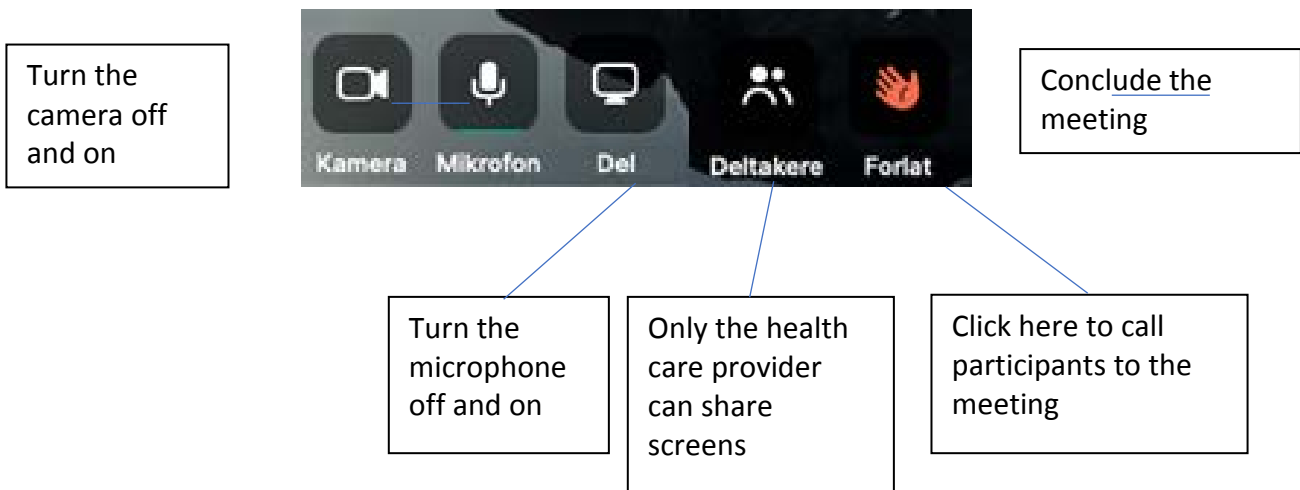 Turn the
camera off
and on
Kamera Mikrofon Del Deltakere Forlat
Conclude the
meeting
Turn the
microphone
off and on
Only the health
care provider
can share
screens
Click here to call
participants to the
meeting